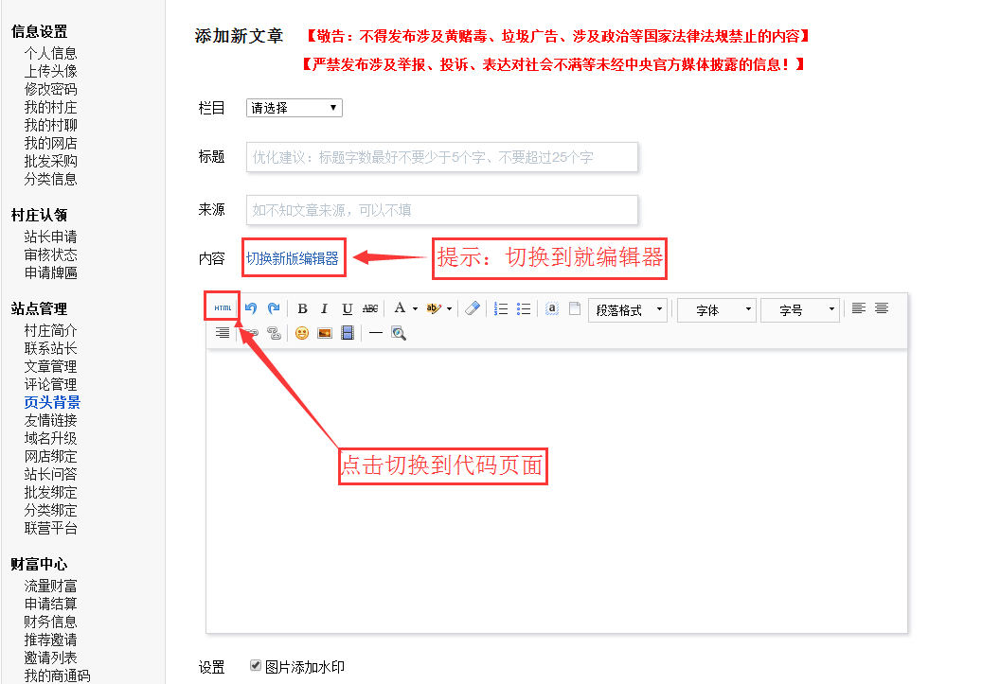 信息设置
个人信息
上传头像
修改密码
我的村庄
我的村聊
我的网店
批发采购
分类信息
村庄认领
站长申请
审核状态
申请牌匾
站点管理
村庄简介
联系站长
文章管理
评论管理
页头背景
友情链接
域名升级
网店绑定
站长问答
批发绑定
分类绑定
联营平台
财富中心
流量财富
申请结算
财务信息
推荐邀请
邀请列表
我的商通码
添加新文章 【敬告：不得发布涉及黄赌毒、垃圾广告、涉及政治等国家法律法规禁止的内容】
【严禁发布涉及举报、投诉、表达对社会不满等未经中央官方媒体披露的信息！】
栏目 请选择
标题 优化建议：标题字数最好不要少于5个字、不要超过25个字
来源 如不知文章来源，可以不填
内容 切换新版编辑器 提示：切换到就编辑器
HTML B I U ABC A ab a 段落格式 字体 字号
点击切换到代码页面
设置 图片添加水印